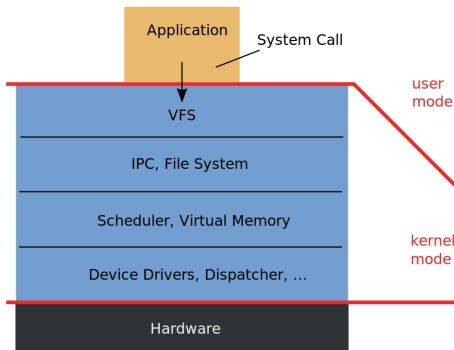 Application
System Call
VFS
user
mode
IPC, File System
Scheduler, Virtual Memory
kernel
mode
Device Drivers, Dispatcher, ...
Hardware